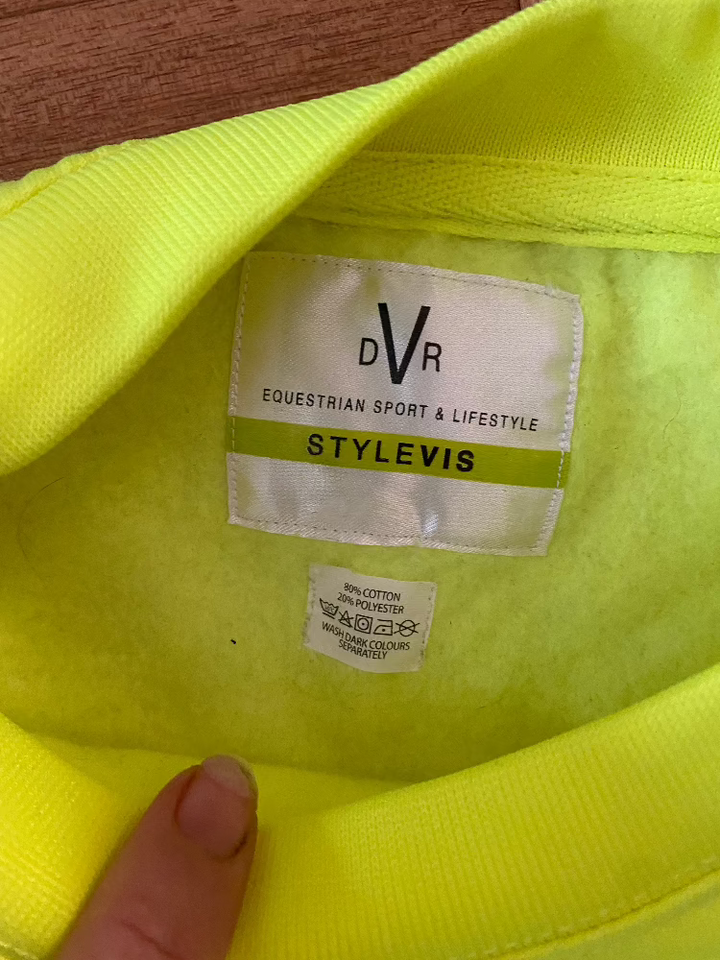 DVR
EQUESTRIAN SPORT & LIFESTYLE
STYLEVIS
80% COTTON
20% POLYESTER
WASH DARK COLOURS
SEPARATELY